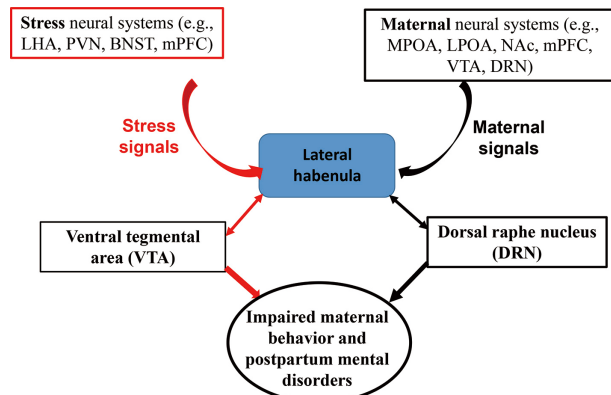 Stress neural systems (e.g.,
LHA, PVN, BNST, mPFC)
Maternal neural systems (e.g.,
MPOA, LPOA, NAc, mPFC,
VTA, DRN)
Stress
signals
Maternal
signals
Lateral
habenula
Ventral tegmental
area (VTA)
Dorsal raphe nucleus
(DRN)
Impaired maternal
behavior and
postpartum mental
disorders